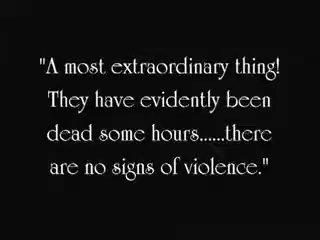 "A most extraordinary thing!
They have evidently been
dead some hours......there
are no signs of violence."